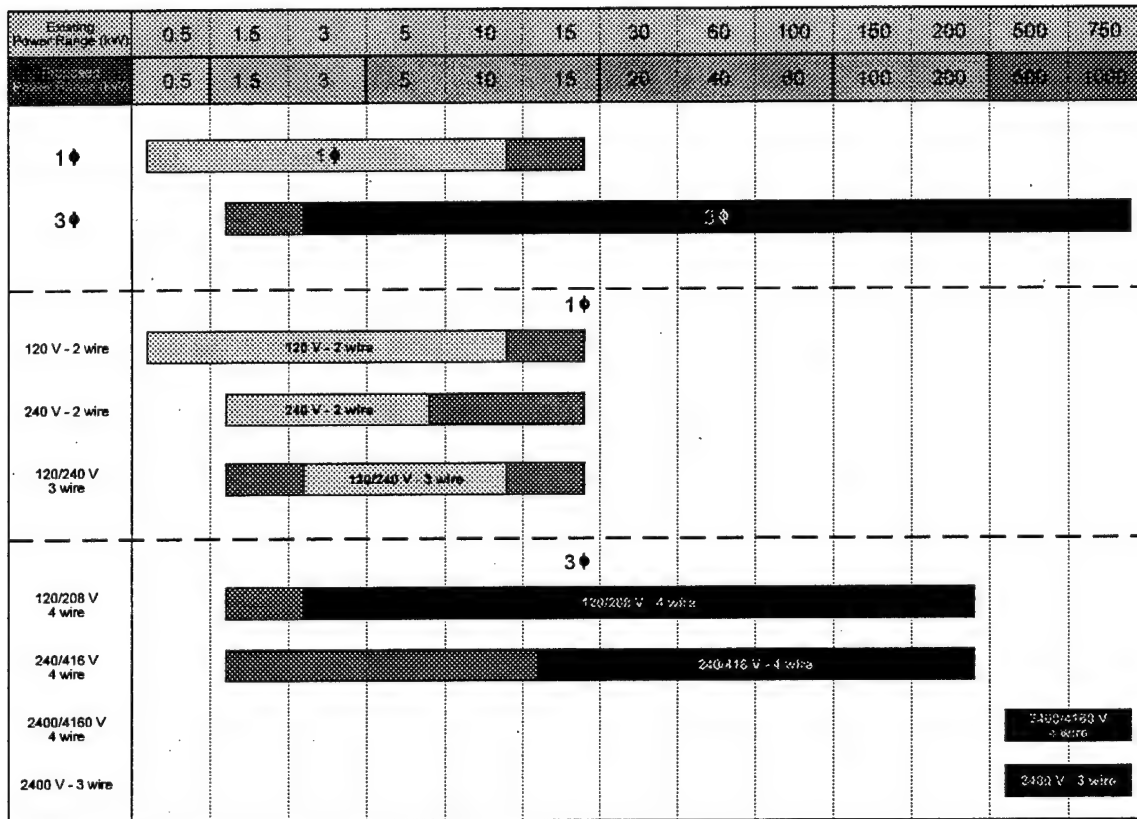 Existing
Power Range (kW) 0.5 1.5 3 5 10 15 30 60 100 150 200 500 750
0.5 1.5 3 5 10 15 20 40 100 200 1000
1ϕ 1ϕ
3ϕ 3ϕ
1ϕ
120 V - 2 wire 120 V - 2 wire
240 V - 2 wire 240 V - 2 wire
120/240 V
3 wire 120/240 V - 3 wire
3ϕ
120/208 V
4 wire 120/208 V - 4 wire
240/416 V
4 wire 240/416 V - 4 wire
2400/4160 V
4 wire 2400/4160 V
4 wire
2400 V - 3 wire 2400 V - 3 wire